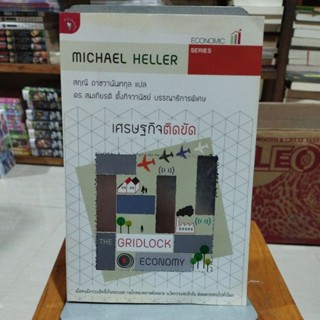 ECONOMIC
SERIES
MICHAEL HELLER
สฤณี อาชวานันทกุล แปล
ดร. สมเกียรติ ตั้งกิจวานิชย์ บรรณาธิการพิเศษ
เศรษฐกิจติดขัด
THE GRIDLOCK
ECONOMY
LEO